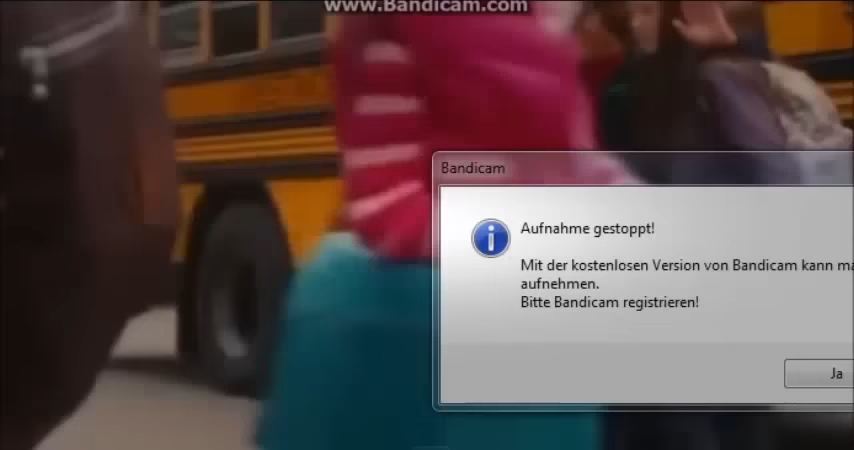 www.Bandicam.com
Bandicam
Aufnahme gestoppt!
Mit der kostenlosen Version von Bandicam kann
aufnehmen.
Bitte Bandicam registrieren!
Ja